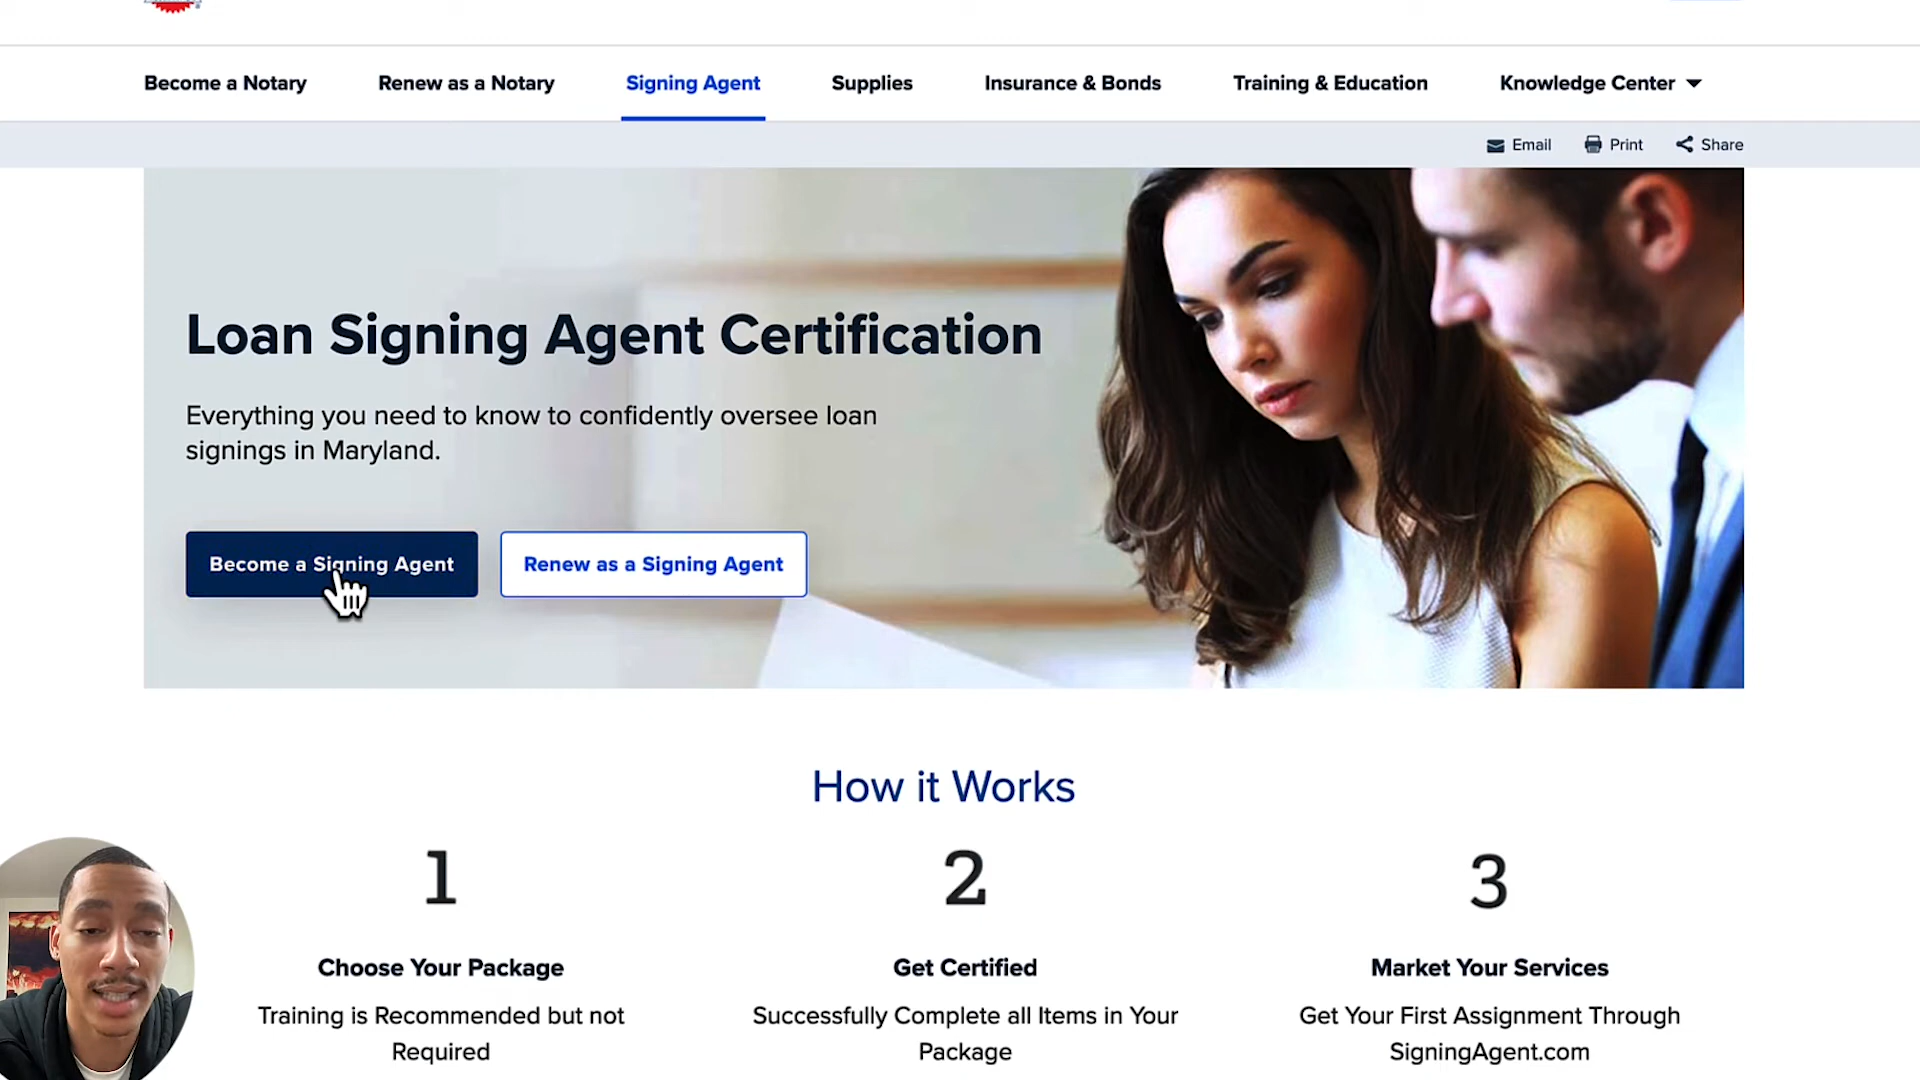 Become a Notary
Renew as a Notary
Signing Agent
Supplies
Insurance & Bonds
Training & Education
Knowledge Center
Email
Print
Share
Loan Signing Agent Certification
Everything you need to know to confidently oversee loan
signings in Maryland.
Become a Signing Agent
Renew as a Signing Agent
How it Works
1
Choose Your Package
Training is Recommended but not
Required
2
Get Certified
Successfully Complete all Items in Your
Package
3
Market Your Services
Get Your First Assignment Through
SigningAgent.com